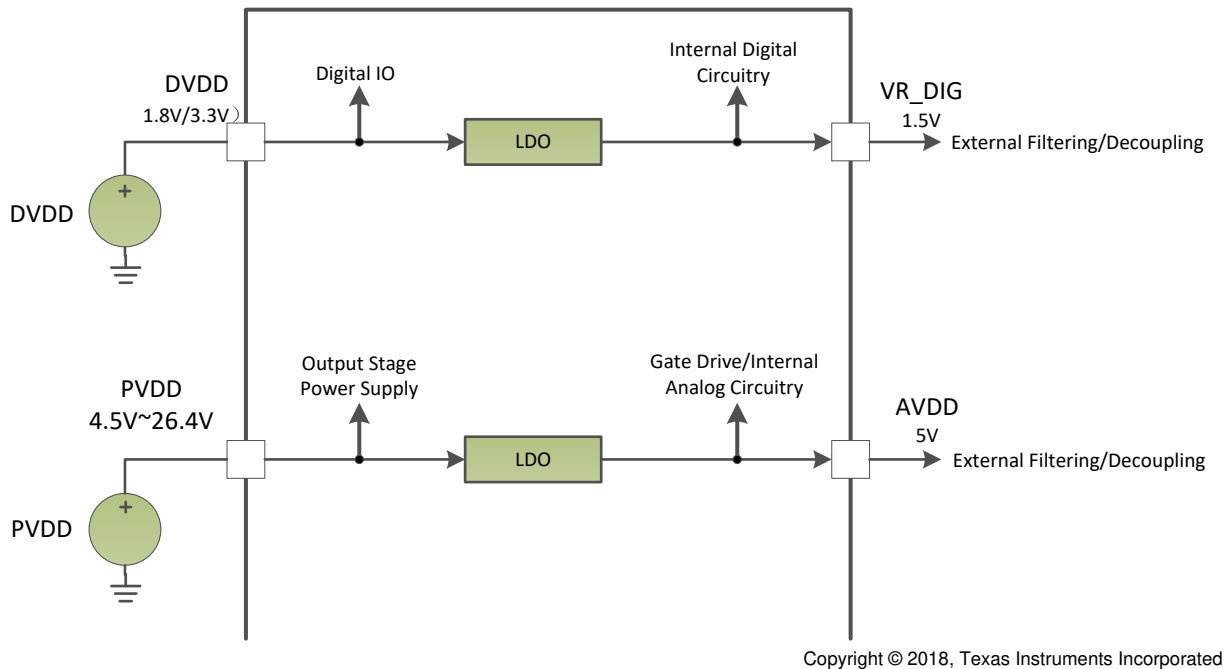 Digital IO
Internal Digital
Circuitry
DVDD
1.8V/3.3V）
VR_DIG
1.5V
LDO
External Filtering/Decoupling
+
DVDD
Output Stage
Power Supply
Gate Drive/Internal
Analog Circuitry
PVDD
4.5V~26.4V
AVDD
5V
LDO
External Filtering/Decoupling
+
PVDD
Copyright © 2018, Texas Instruments Incorporated